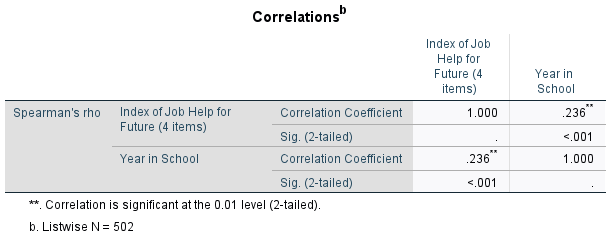 Correlationsb
Index of Job
Help for
Future (4
items)
Year in
School
Spearman's rho
Index of Job Help for
Future (4 items)
Correlation Coefficient 1.000 .236**
Sig. (2-tailed) . <.001
Year in School
Correlation Coefficient .236** 1.000
Sig. (2-tailed) <.001 .
**. Correlation is significant at the 0.01 level (2-tailed).
b. Listwise N = 502